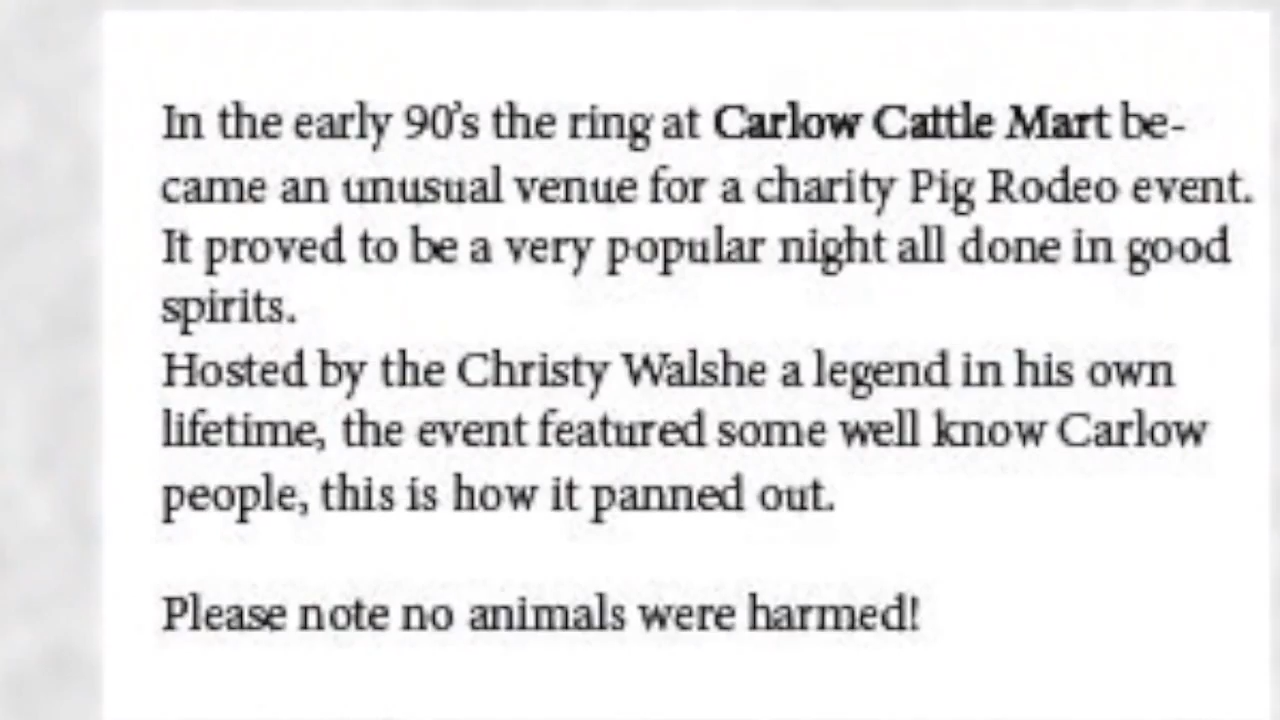 In the early 90's the ring at Carlow Cattle Mart be-
came an unusual venue for a charity Pig Rodeo event.
It proved to be a very popular night all done in good
spirits.
Hosted by the Christy Walshe a legend in his own
lifetime, the event featured some well know Carlow
people, this is how it panned out.
Please note no animals were harmed!